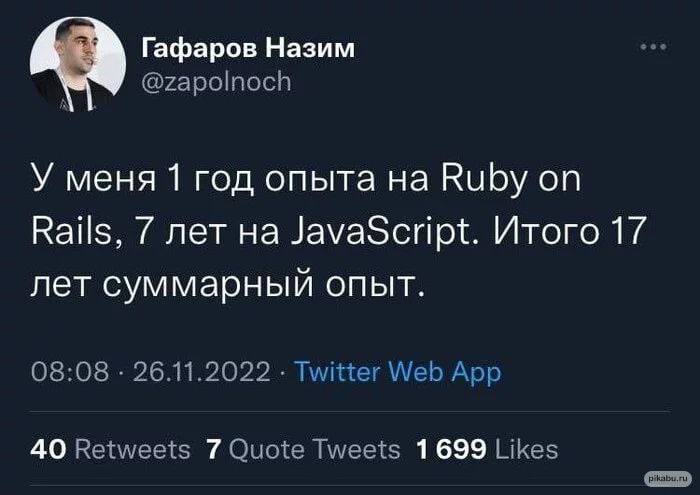 Гафаров Назим
@zapolnoch
У меня 1 год опыта на Ruby on
Rails, 7 лет на JavaScript. Итого 17
лет суммарный опыт.
08:08 · 26.11.2022 · Twitter Web App
40 Retweets 7 Quote Tweets 1 699 Likes
pikabu.ru